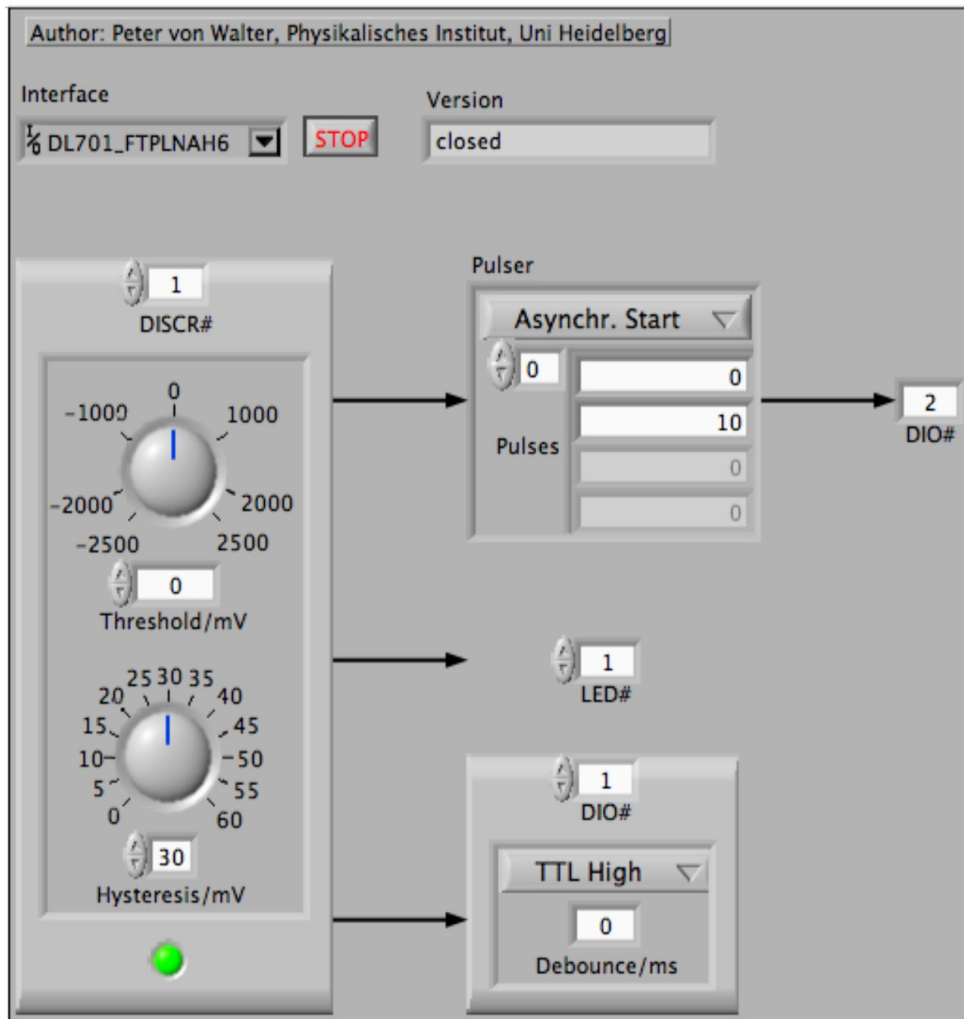 Author: Peter von Walter, Physikalisches Institut, Uni Heidelberg
Interface
Version
I/O DL701_FTPLNAH6
STOP
closed
1
DISCR#
0
-1000
1000
-2000
2000
-2500
2500
0
Threshold/mV
25 30 35
20
40
15
45
10
50
5
55
0
60
30
Hysteresis/mV
Pulser
Asynchr. Start
0
0
10
Pulses
0
0
2
DIO#
1
LED#
1
DIO#
TTL High
0
Debounce/ms